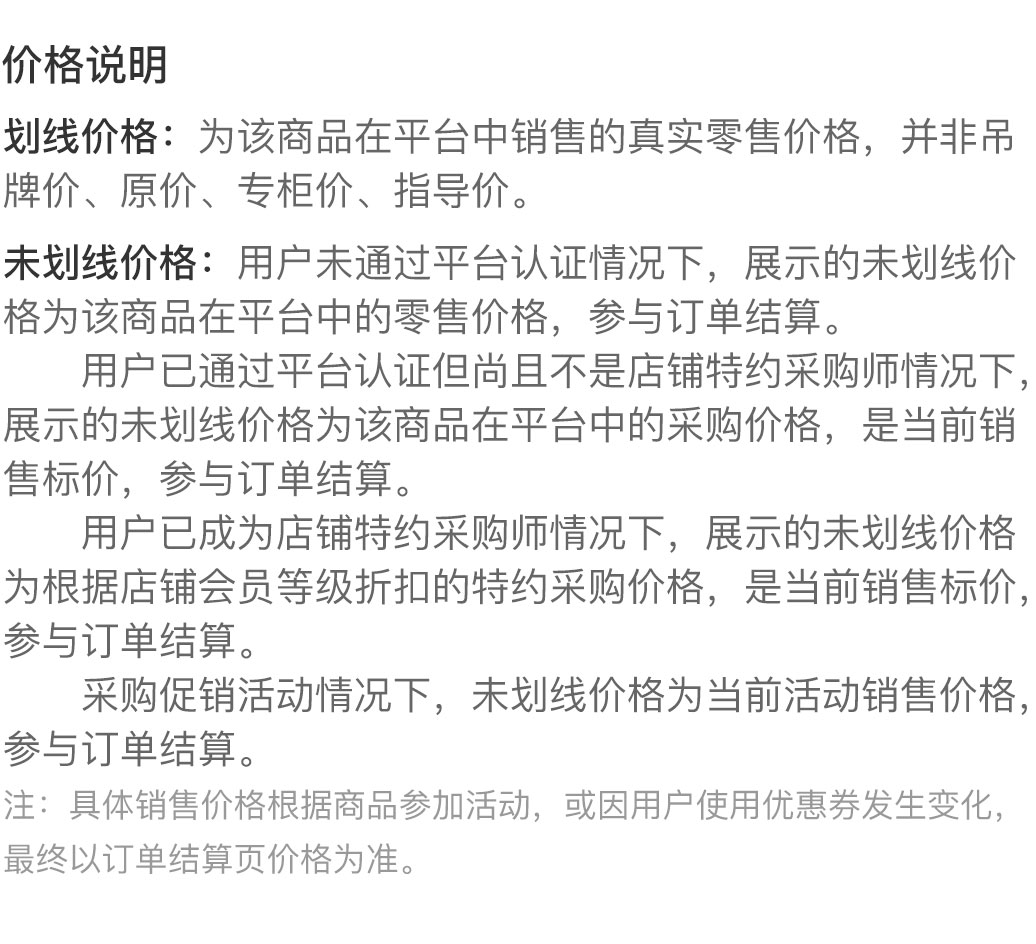 价格说明
划线价格：为该商品在平台中销售的真实零售价格，并非吊
牌价、原价、专柜价、指导价。
未划线价格：用户未通过平台认证情况下，展示的未划线价
格为该商品在平台中的零售价格，参与订单结算。
用户已通过平台认证但尚且不是店铺特约采购师情况下，
展示的未划线价格为该商品在平台中的采购价格，是当前销
售标价，参与订单结算。
用户已成为店铺特约采购师情况下，展示的未划线价格
为根据店铺会员等级折扣的特约采购价格，是当前销售标价，
参与订单结算。
采购促销活动情况下，未划线价格为当前活动销售价格，
参与订单结算。
注：具体销售价格根据商品参加活动，或因用户使用优惠券发生变化，
最终以订单结算页价格为准。